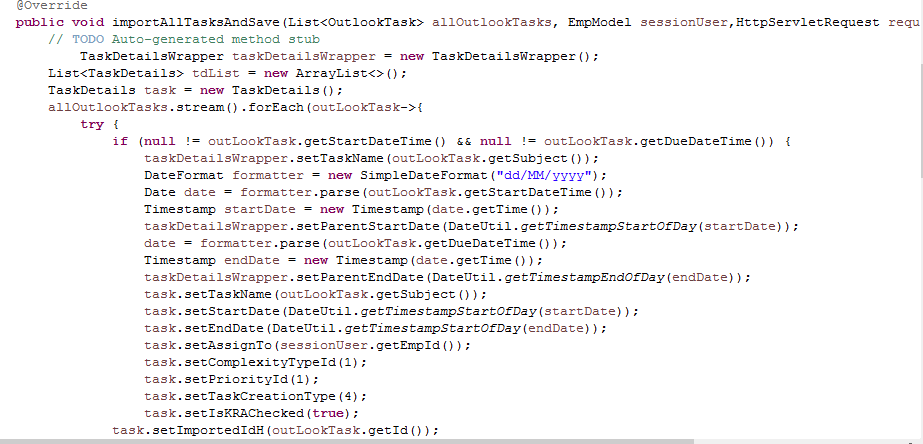 @Override
public void importAllTasksAndSave(List<OutlookTask> allOutlookTasks, EmpModel sessionUser,HttpServletRequest requ
// TODO Auto-generated method stub
TaskDetailsWrapper taskDetailsWrapper = new TaskDetailsWrapper();
List<TaskDetails> tdList = new ArrayList<>();
TaskDetails task = new TaskDetails();
allOutlookTasks.stream().forEach(outLookTask->{
try {
if (null != outLookTask.getStartDateTime() && null != outLookTask.getDueDateTime()) {
taskDetailsWrapper.setTaskName(outLookTask.getSubject());
DateFormat formatter = new SimpleDateFormat("dd/MM/yyyy");
Date date = formatter.parse(outLookTask.getStartDateTime());
Timestamp startDate = new Timestamp(date.getTime());
taskDetailsWrapper.setParentStartDate(DateUtil.getTimestampStartOfDay(startDate));
date = formatter.parse(outLookTask.getDueDateTime());
Timestamp endDate = new Timestamp(date.getTime());
taskDetailsWrapper.setParentEndDate(DateUtil.getTimestampEndOfDay(endDate));
task.setTaskName(outLookTask.getSubject());
task.setStartDate(DateUtil.getTimestampStartOfDay(startDate));
task.setEndDate(DateUtil.getTimestampStartOfDay(endDate));
task.setAssignTo(sessionUser.getEmpId());
task.setComplexityTypeId(1);
task.setPriorityId(1);
task.setTaskCreationType(4);
task.setIsKRAChecked(true);
task.setImportedIdH(outLookTask.getId());